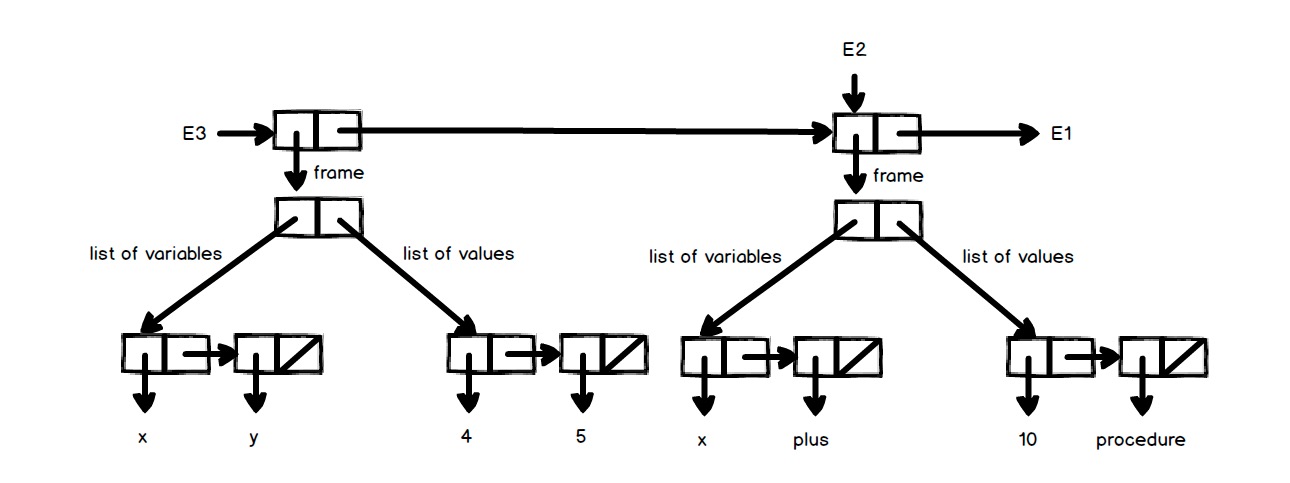 E2
E3
E1
frame
frame
list of variables
list of values
list of variables
list of values
x
y
4
5
x
plus
10
procedure